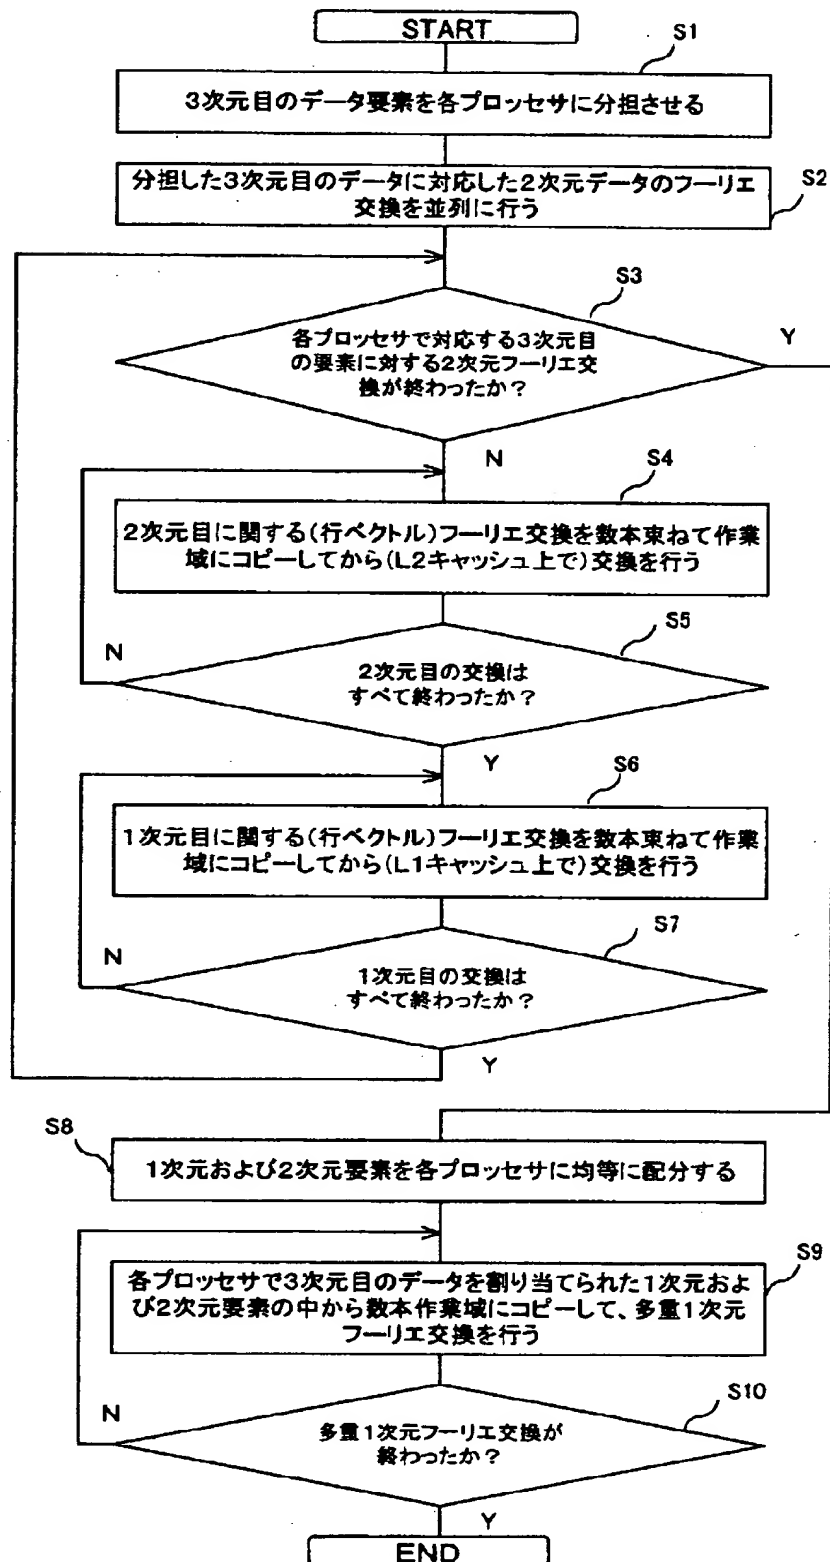 START
S1
3次元目のデータ要素を各プロッセサに分担させる
分担した3次元目のデータに対応した2次元データのフーリエ
交換を並列に行う
S2
S3
各プロッセサで対応する3次元目
の要素に対する2次元フーリエ交
換が終わったか?
Y
N
S4
2次元目に関する(行ベクトル)フーリエ交換を数本束ねて作業
域にコピーしてから(L2キャッシュ上で)交換を行う
S5
N
2次元目の交換は
すべて終わったか?
Y
S6
1次元目に関する(行ベクトル)フーリエ交換を数本束ねて作業
域にコピーしてから(L1キャッシュ上で)交換を行う
S7
N
1次元目の交換は
すべて終わったか?
Y
S8
1次元および2次元要素を各プロッセサに均等に配分する
S9
各プロッセサで3次元目のデータを割り当てられた1次元およ
び2次元要素の中から数本作業域にコピーして、多重1次元
フーリエ交換を行う
S10
N
多重1次元フーリエ交換が
終わったか?
Y
END